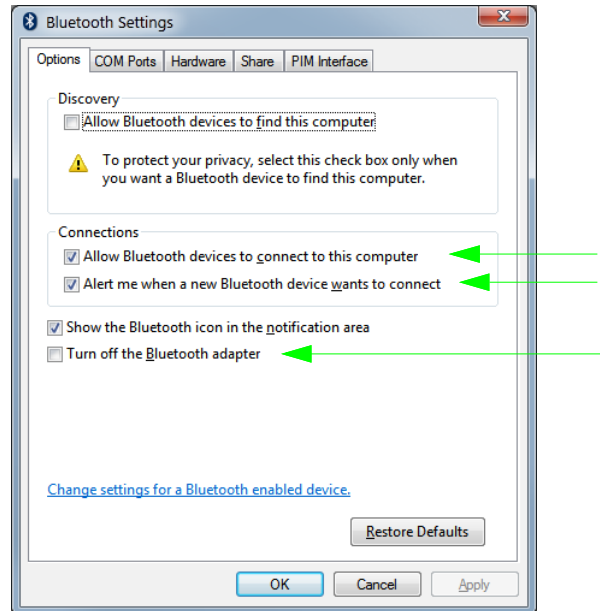 Bluetooth Settings
Options COM Ports Hardware Share PIM Interface
Discovery
Allow Bluetooth devices to find this computer
To protect your privacy, select this check box only when
you want a Bluetooth device to find this computer.
Connections
Allow Bluetooth devices to connect to this computer
Alert me when a new Bluetooth device wants to connect
Show the Bluetooth icon in the notification area
Turn off the Bluetooth adapter
Change settings for a Bluetooth enabled device.
Restore Defaults
OK Cancel Apply